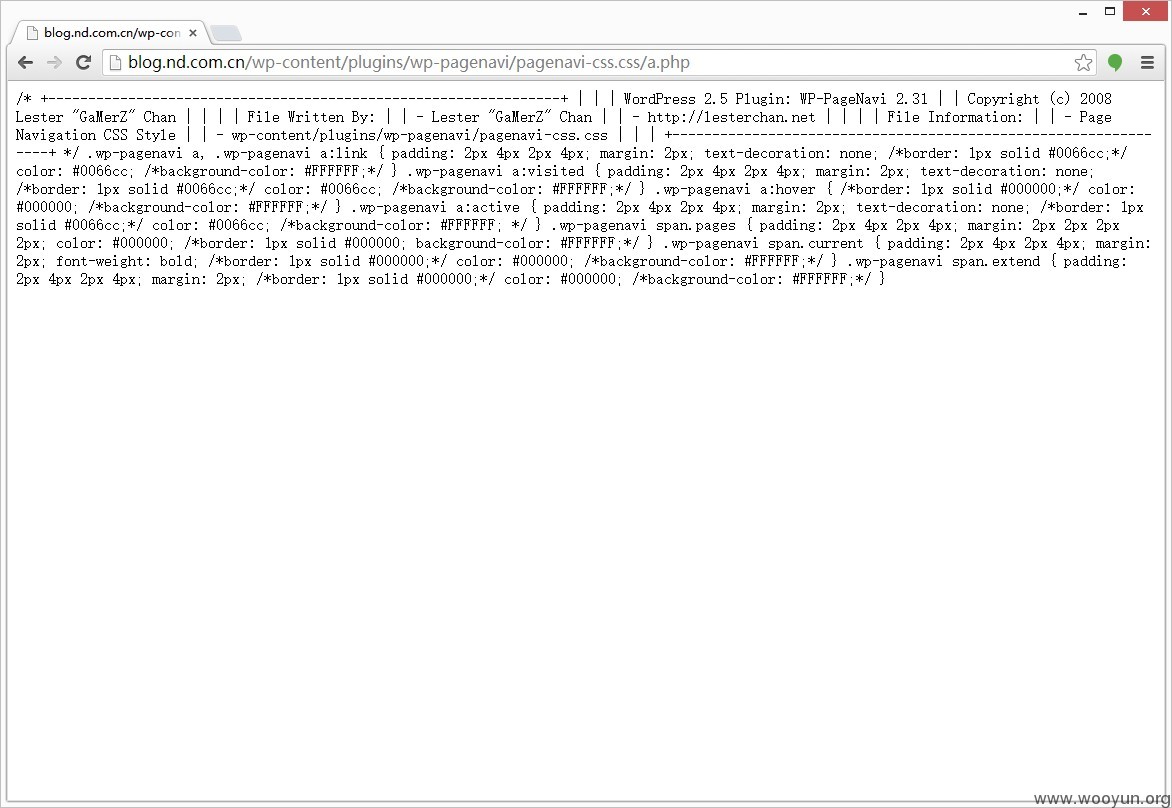 blog.nd.com.cn/wp-con
blog.nd.com.cn/wp-content/plugins/wp-pagenavi/pagenavi-css.css/a.php
/* +----------------------------------------------------------------+ | | | WordPress 2.5 Plugin: WP-PageNavi 2.31 | | Copyright (c) 2008
Lester "GaMerZ" Chan | | | | File Written By: | | - Lester "GaMerZ" Chan | | - http://lesterchan.net | | | | File Information: | | - Page
Navigation CSS Style | | - wp-content/plugins/wp-pagenavi/pagenavi-css.css | | | +------------------------------------------------------------
----+ */ .wp-pagenavi a, .wp-pagenavi a:link { padding: 2px 4px 2px 4px; margin: 2px; text-decoration: none; /*border: 1px solid #0066cc;*/
color: #0066cc; /*background-color: #FFFFFF;*/ } .wp-pagenavi a:visited { padding: 2px 4px 2px 4px; margin: 2px; text-decoration: none;
/*border: 1px solid #0066cc;*/ color: #0066cc; /*background-color: #FFFFFF;*/ } .wp-pagenavi a:hover { /*border: 1px solid #000000;*/ color:
#000000; /*background-color: #FFFFFF;*/ } .wp-pagenavi a:active { padding: 2px 4px 2px 4px; margin: 2px; text-decoration: none; /*border: 1px
solid #0066cc;*/ color: #0066cc; /*background-color: #FFFFFF; */ } .wp-pagenavi span.pages { padding: 2px 4px 2px 4px; margin: 2px 2px 2px
2px; color: #000000; /*border: 1px solid #000000; background-color: #FFFFFF;*/ } .wp-pagenavi span.current { padding: 2px 4px 2px 4px; margin:
2px; font-weight: bold; /*border: 1px solid #000000;*/ color: #000000; /*background-color: #FFFFFF;*/ } .wp-pagenavi span.extend { padding:
2px 4px 2px 4px; margin: 2px; /*border: 1px solid #000000;*/ color: #000000; /*background-color: #FFFFFF;*/ }
www.wooyun.org